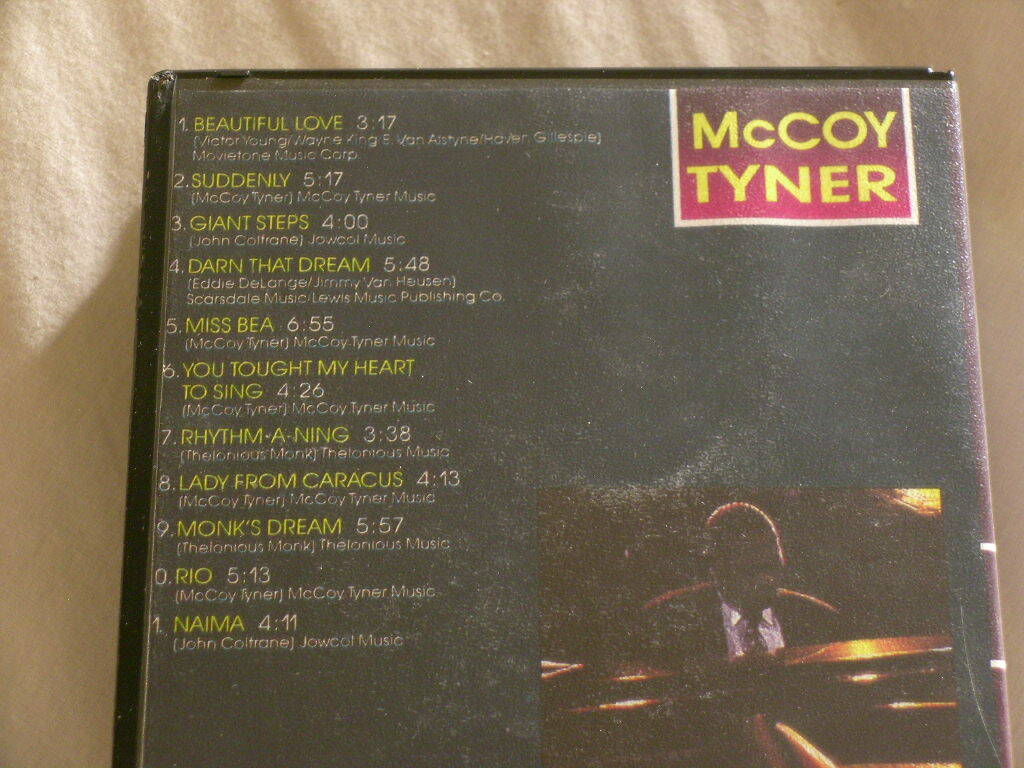 1. BEAUTIFUL LOVE 3:17
(Victor Young/Wayne King E. Van Alstyne/Haven Gillespie)
Movietone Music Corp.
2. SUDDENLY 5:17
(McCoy Tyner) McCoy Tyner Music
3. GIANT STEPS 4:00
(John Coltrane) Jowcol Music
4. DARN THAT DREAM 5:48
(Eddie DeLange/Jimmy Van Heusen)
Scarsdale Music/Lewis Music Publishing Co.
5. MISS BEA 6:55
(McCoy Tyner) McCoy Tyner Music
6. YOU TOUGHT MY HEART
TO SING 4:26
(McCoy Tyner) McCoy Tyner Music
7. RHYTHM-A-NING 3:38
(Thelonious Monk) Thelonious Music
8. LADY FROM CARACUS 4:13
(McCoy Tyner) McCoy Tyner Music
9. MONK'S DREAM 5:57
(Thelonious Monk) Thelonious Music
0. RIO 5:13
(McCoy Tyner) McCoy Tyner Music
1. NAIMA 4:11
(John Coltrane) Jowcol Music
McCOY
TYNER